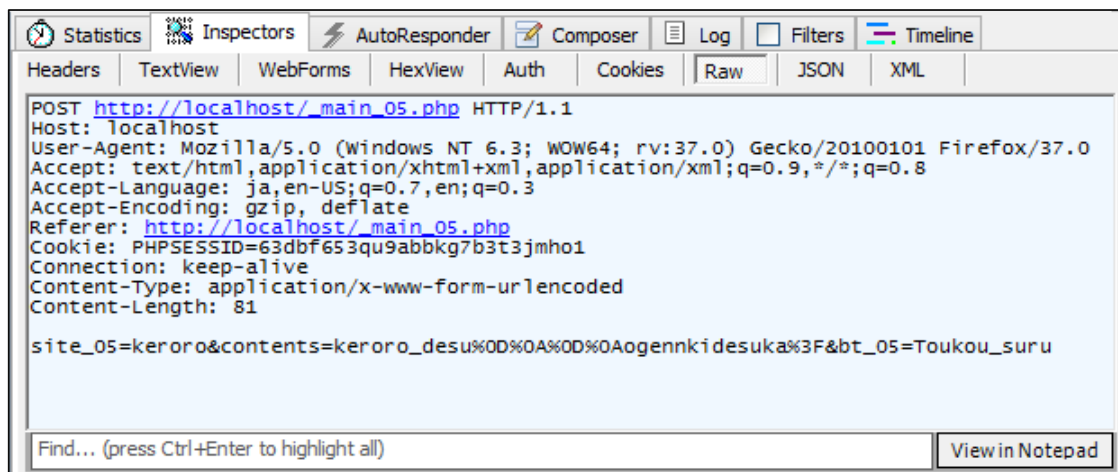 Statistics Inspectors AutoResponder Composer Log Filters Timeline
Headers TextView WebForms HexView Auth Cookies Raw JSON XML
POST http://localhost/_main_05.php HTTP/1.1
Host: localhost
User-Agent: Mozilla/5.0 (Windows NT 6.3; WOW64; rv:37.0) Gecko/20100101 Firefox/37.0
Accept: text/html,application/xhtml+xml,application/xml;q=0.9,*/*;q=0.8
Accept-Language: ja,en-US;q=0.7,en;q=0.3
Accept-Encoding: gzip, deflate
Referer: http://localhost/_main_05.php
Cookie: PHPSESSID=63dbf653qu9abbkg7b3t3jmho1
Connection: keep-alive
Content-Type: application/x-www-form-urlencoded
Content-Length: 81
site_05=keroro&contents=keroro_desu%0D%0A%0D%0Aogennkidesuka%3F&bt_05=Toukou_suru
Find... (press Ctrl+Enter to highlight all) View in Notepad